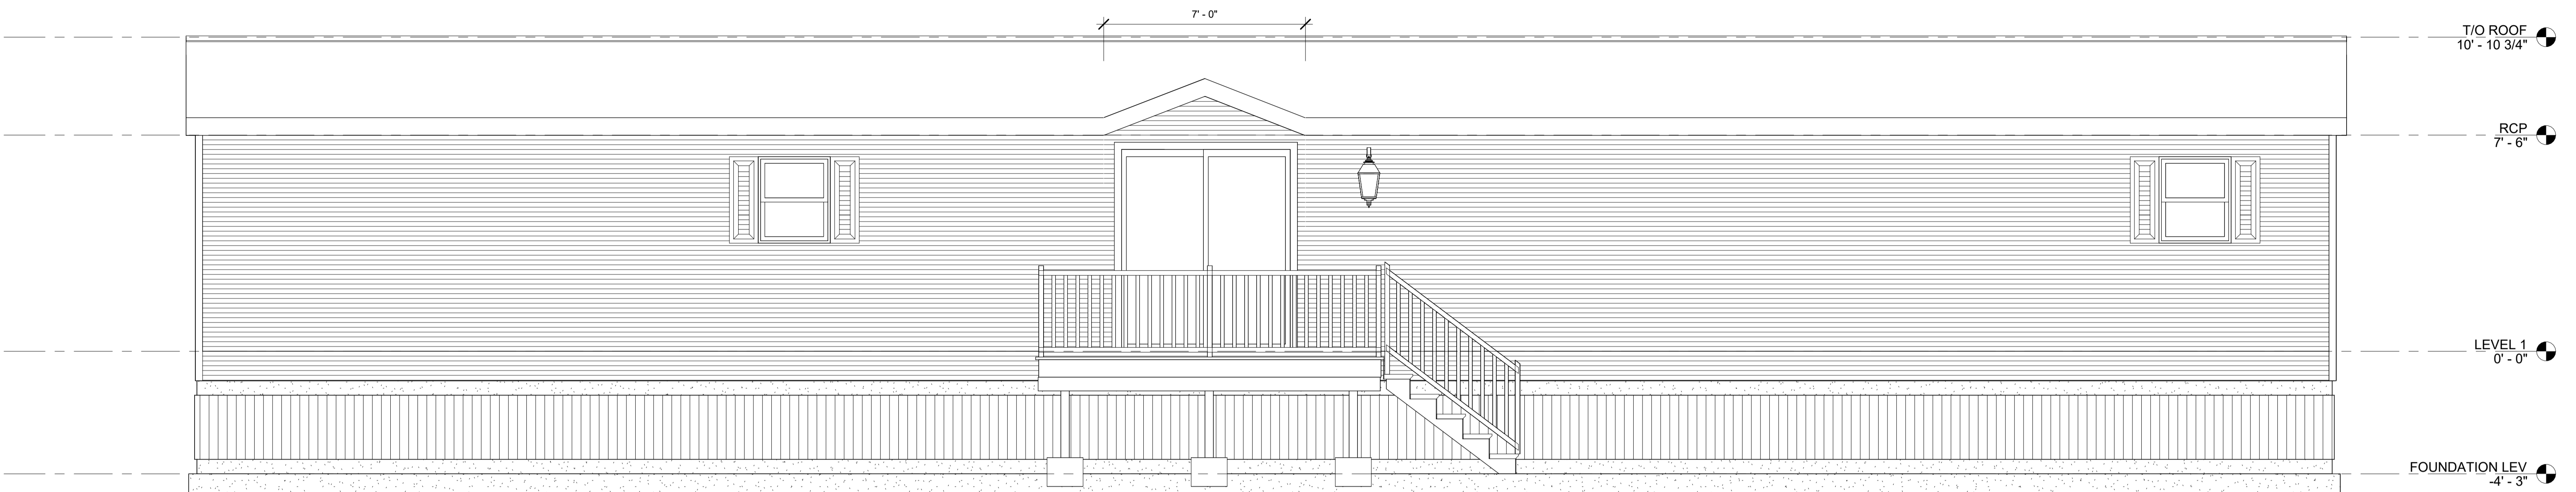 7' - 0"
T/O ROOF
10' - 10 3/4"
RCP
7' - 6"
LEVEL 1
0' - 0"
FOUNDATION LEV
-4' - 3"